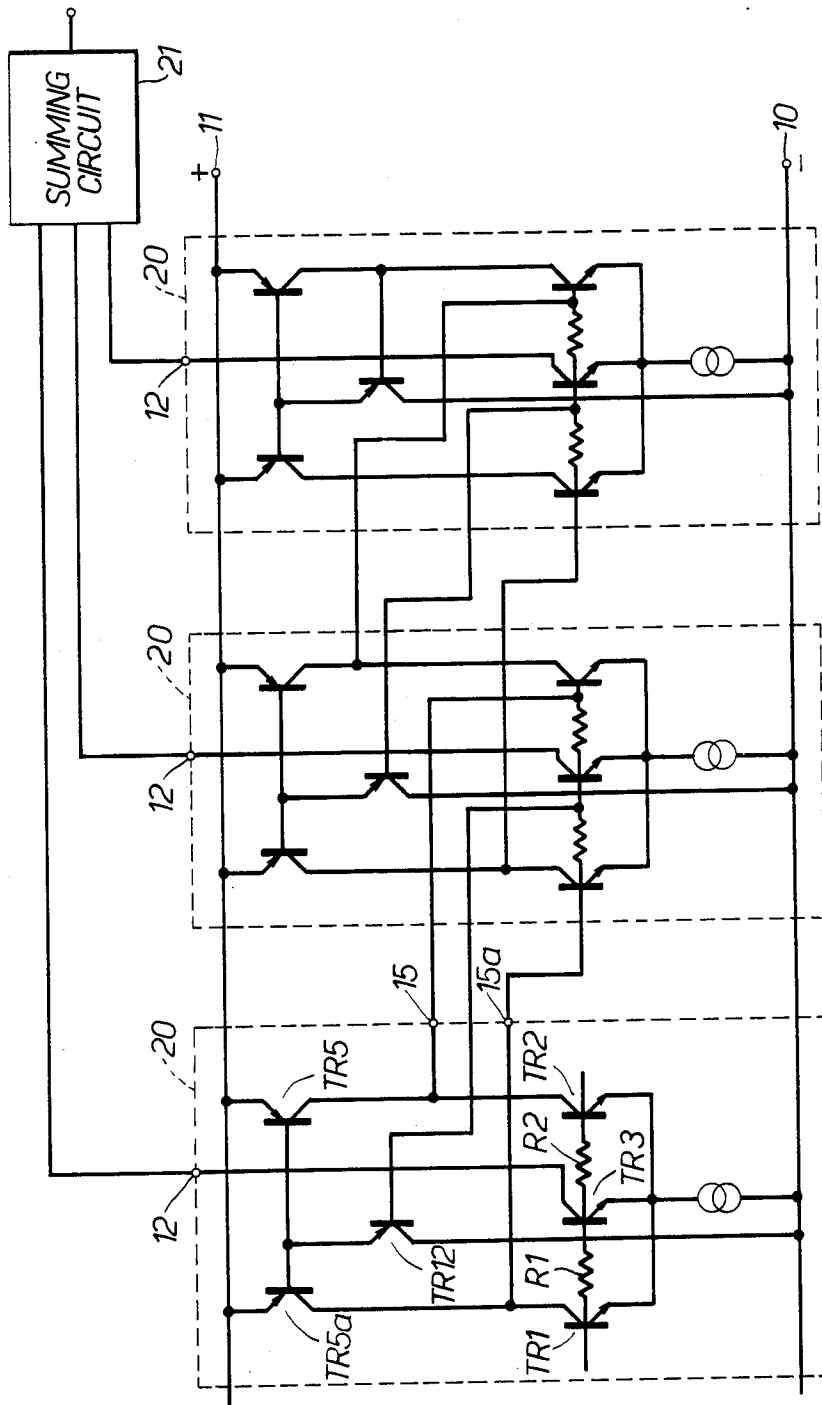 SUMMING
CIRCUIT
21
+
11
10
-
20
12
20
12
20
12
15
15a
TR5
TR5a
TR12
TR2
R2
TR3
R1
TR1